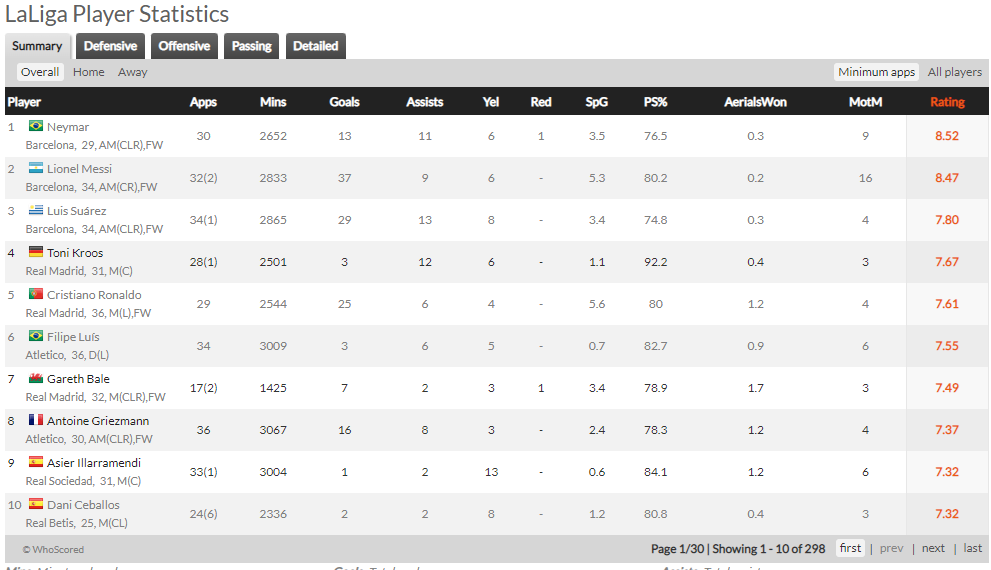 LaLiga Player Statistics
Summary Defensive Offensive Passing Detailed
Overall Home Away Minimum apps All players
Player Apps Mins Goals Assists Yel Red SpG PS% AerialsWon MotM Rating
1 Neymar
Barcelona, 29, AM(CLR),FW 30 2652 13 11 6 1 3.5 76.5 0.3 9 8.52
2 Lionel Messi
Barcelona, 34, AM(CR),FW 32(2) 2833 37 9 6 - 5.3 80.2 0.2 16 8.47
3 Luis Suárez
Barcelona, 34, AM(CLR),FW 34(1) 2865 29 13 8 - 3.4 74.8 0.3 4 7.80
4 Toni Kroos
Real Madrid, 31, M(C) 28(1) 2501 3 12 6 - 1.1 92.2 0.4 3 7.67
5 Cristiano Ronaldo
Real Madrid, 36, M(L),FW 29 2544 25 6 4 - 5.6 80 1.2 4 7.61
6 Filipe Luís
Atletico, 36, D(L) 34 3009 3 6 5 - 0.7 82.7 0.9 6 7.55
7 Gareth Bale
Real Madrid, 32, M(CLR),FW 17(2) 1425 7 2 3 1 3.4 78.9 1.7 3 7.49
8 Antoine Griezmann
Atletico, 30, AM(CLR),FW 36 3067 16 8 3 - 2.4 78.3 1.2 4 7.37
9 Asier Illarramendi
Real Sociedad, 31, M(C) 33(1) 3004 1 2 13 - 0.6 84.1 1.2 6 7.32
10 Dani Ceballos
Real Betis, 25, M(CL) 24(6) 2336 2 2 8 - 1.2 80.8 0.4 3 7.32
© WhoScored Page 1/30 | Showing 1 - 10 of 298 first | prev | next | last